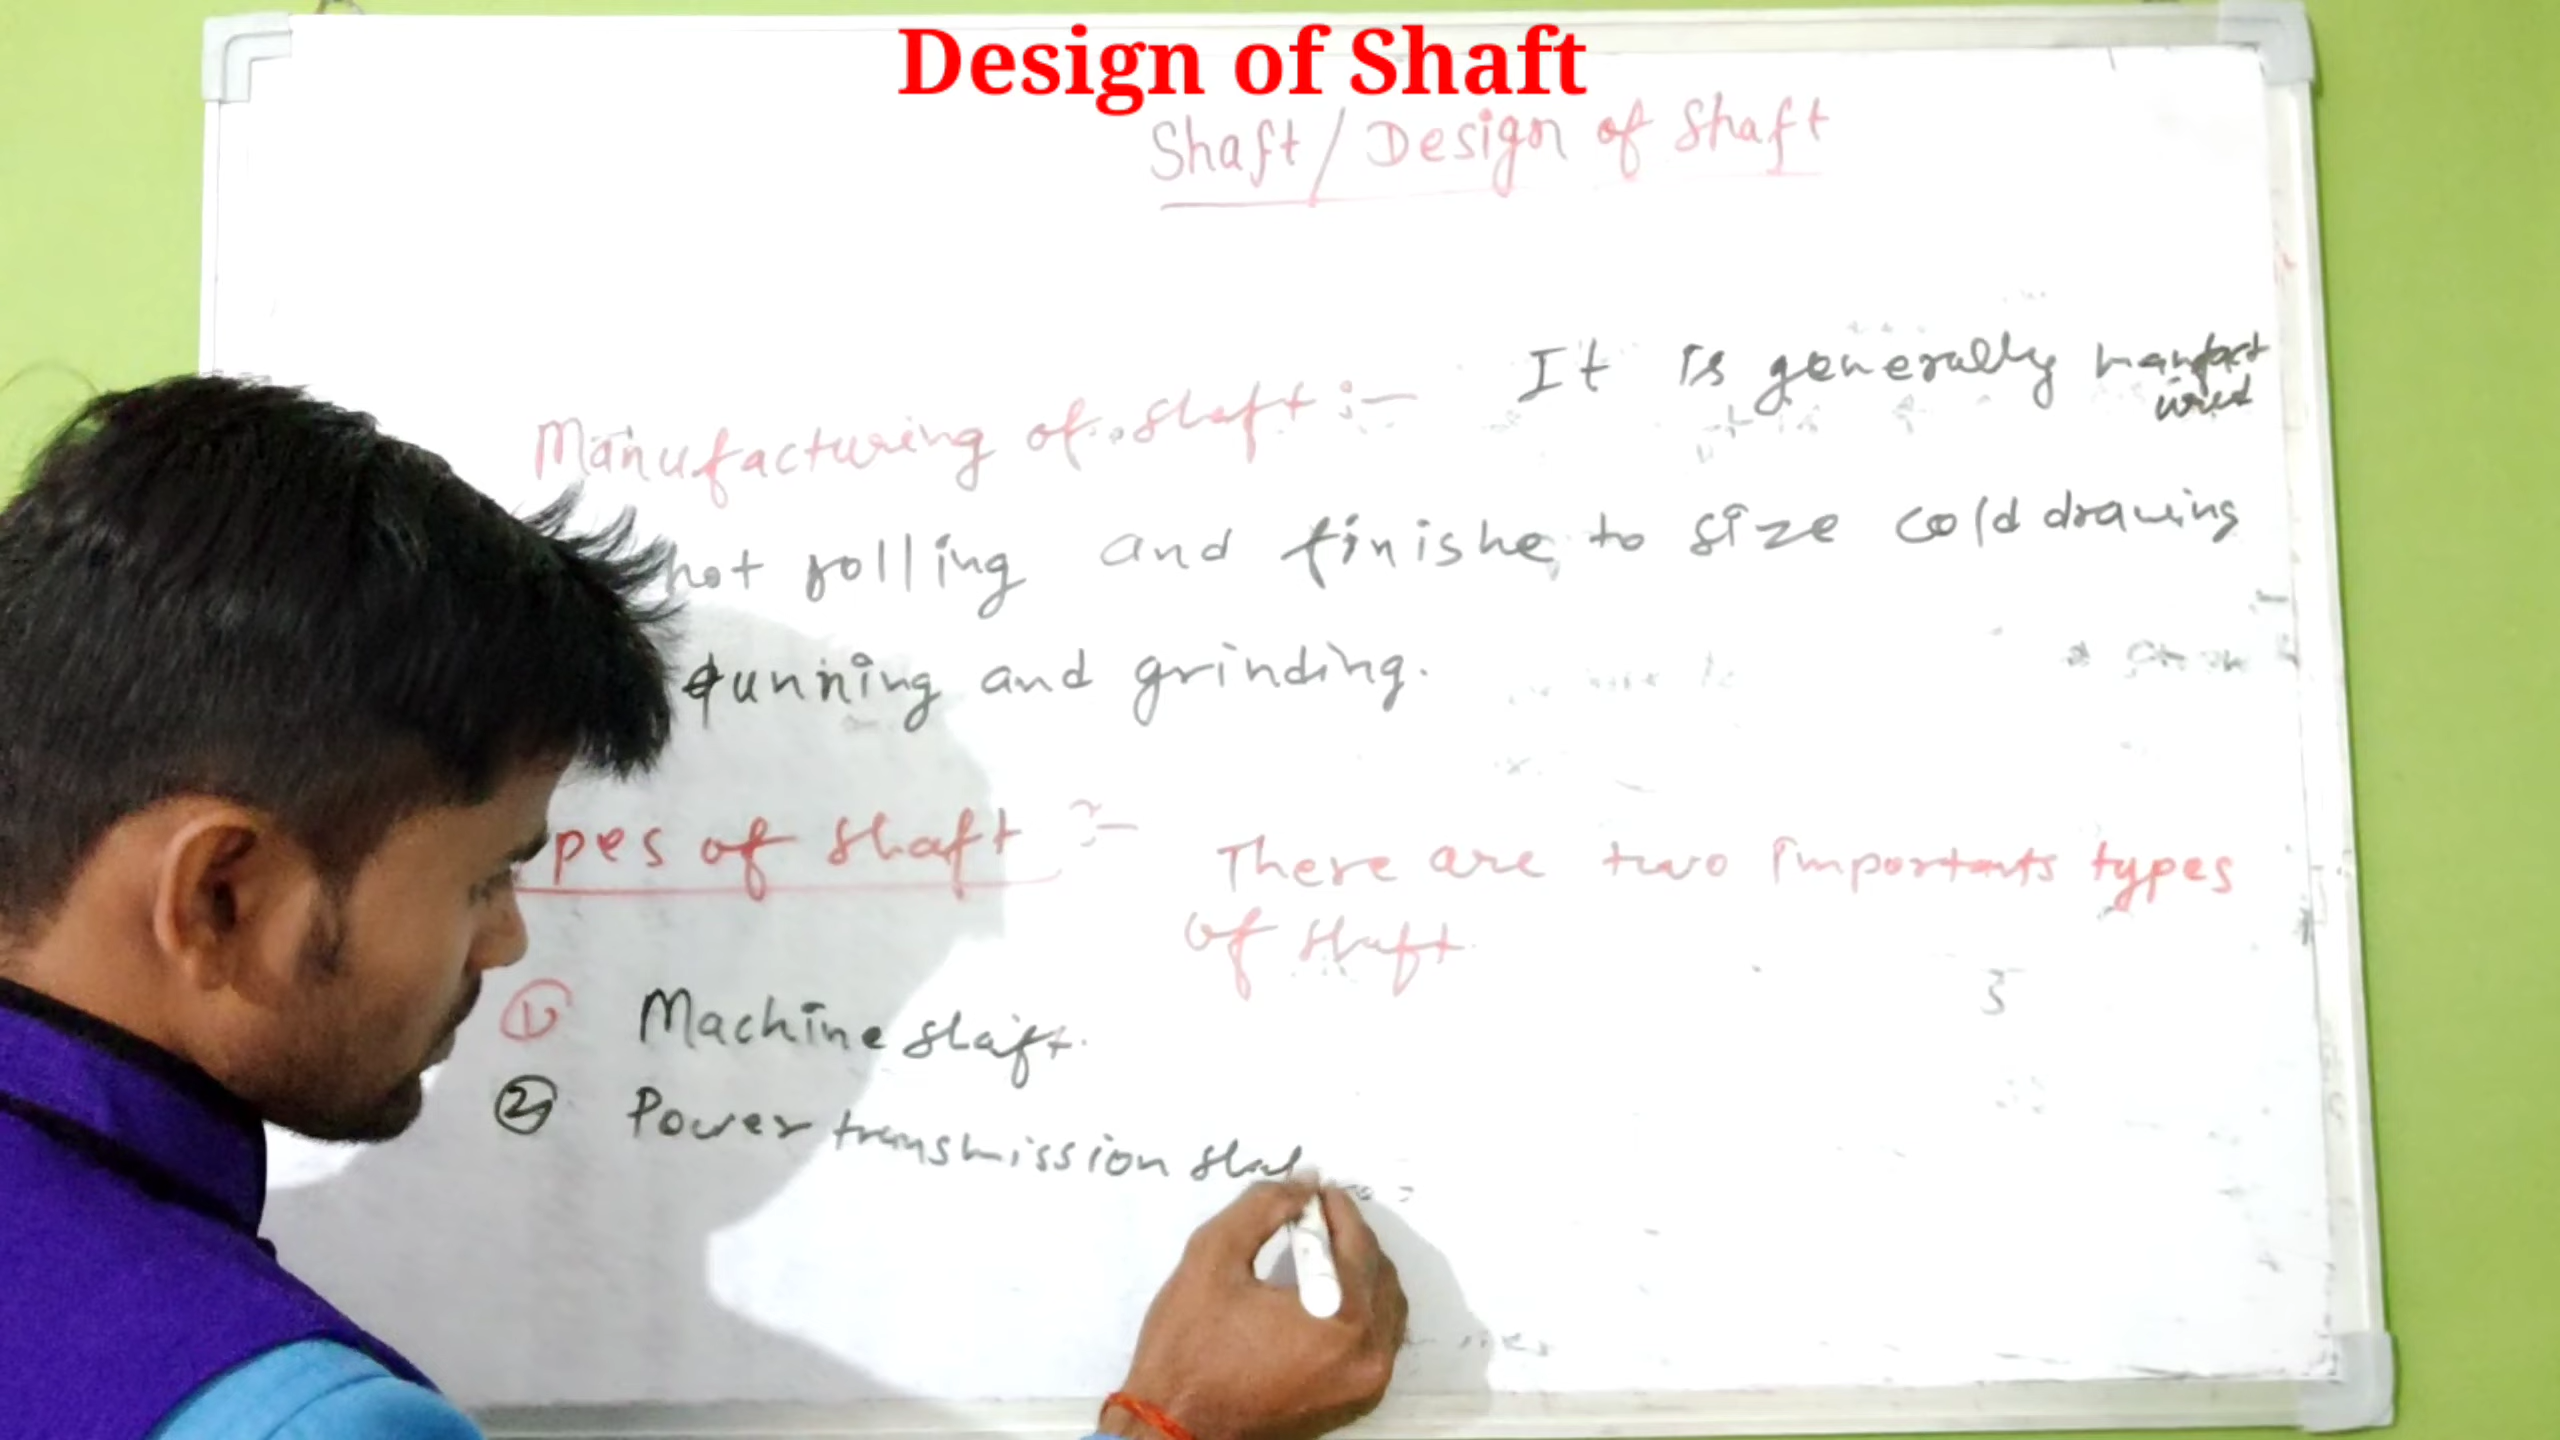 Design of Shaft
Shaft / Design of Shaft
Manufacturing of shaft :- It is generally manufact
ured
hot rolling and finishe to size cold drawing
and grinding.
pes of shaft :- There are two importants types
of shaft
① Machine shaft.
② Power transmission shaf